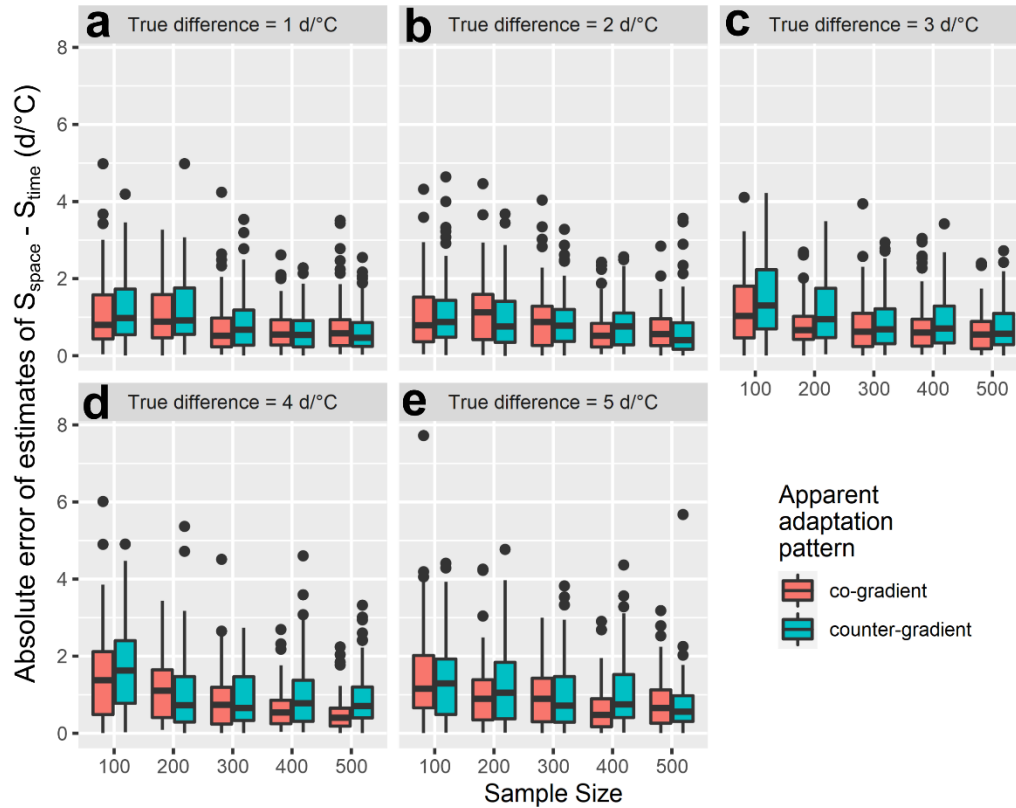 a True difference = 1 d/°C
b True difference = 2 d/°C
c True difference = 3 d/°C
8
6
4
2
0
100 200 300 400 500
d True difference = 4 d/°C
e True difference = 5 d/°C
8
6
4
2
0
100 200 300 400 500
100 200 300 400 500
Absolute error of estimates of Sspace - Stime (d/°C)
Sample Size
Apparent
adaptation
pattern
co-gradient
counter-gradient